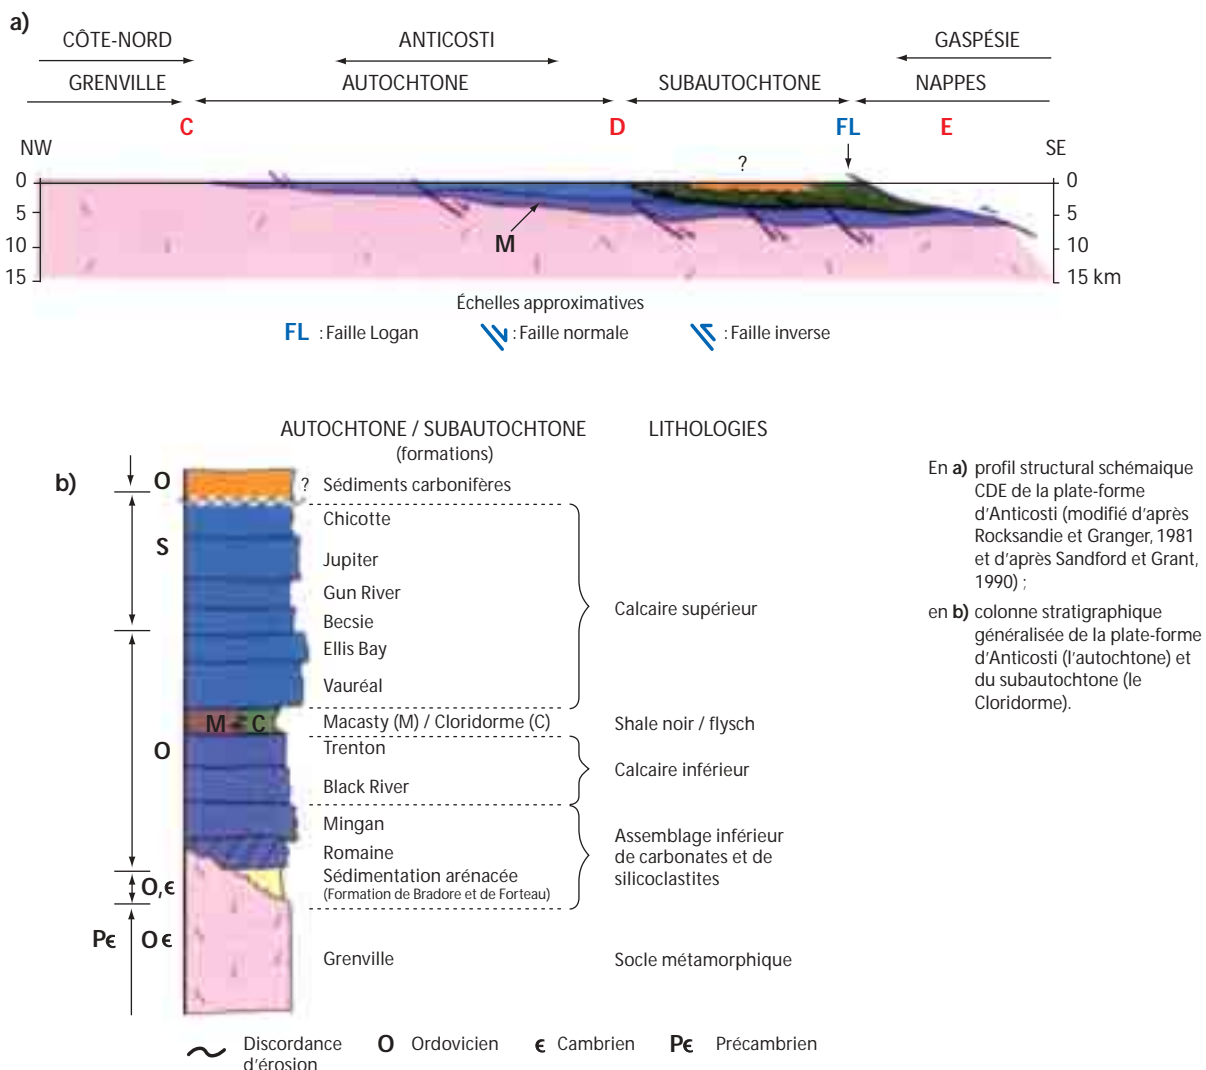 a)
CÔTE-NORD ANTICOSTI GASPÉSIE
GRENVILLE AUTOCHTONE SUBAUTOCHTONE NAPPES
C D FL E
NW SE
?
0 0
5 5
10 10
15 15 km
M
Échelles approximatives
FL : Faille Logan : Faille normale : Faille inverse
AUTOCHTONE / SUBAUTOCHTONE LITHOLOGIES
(formations)
b)
O ? Sédiments carbonifères
Chicotte
S
Jupiter
Gun River
Becsie
Calcaire supérieur
Ellis Bay
Vauréal
M C Macasty (M) / Cloridorme (C) Shale noir / flysch
O
Trenton
Calcaire inférieur
Black River
Mingan
Romaine
Assemblage inférieur
de carbonates et de
silicoclastites
Sédimentation arénacée
O,ϵ (Formation de Bradore et de Forteau)
Pϵ Oϵ
Grenville Socle métamorphique
Discordance
d'érosion
O Ordovicien ϵ Cambrien Pϵ Précambrien
En a) profil structural schémaique
CDE de la plate-forme
d'Anticosti (modifié d'après
Rocksandie et Granger, 1981
et d'après Sandford et Grant,
1990) ;
en b) colonne stratigraphique
généralisée de la plate-forme
d'Anticosti (l'autochtone) et
du subautochtone (le
Cloridorme).